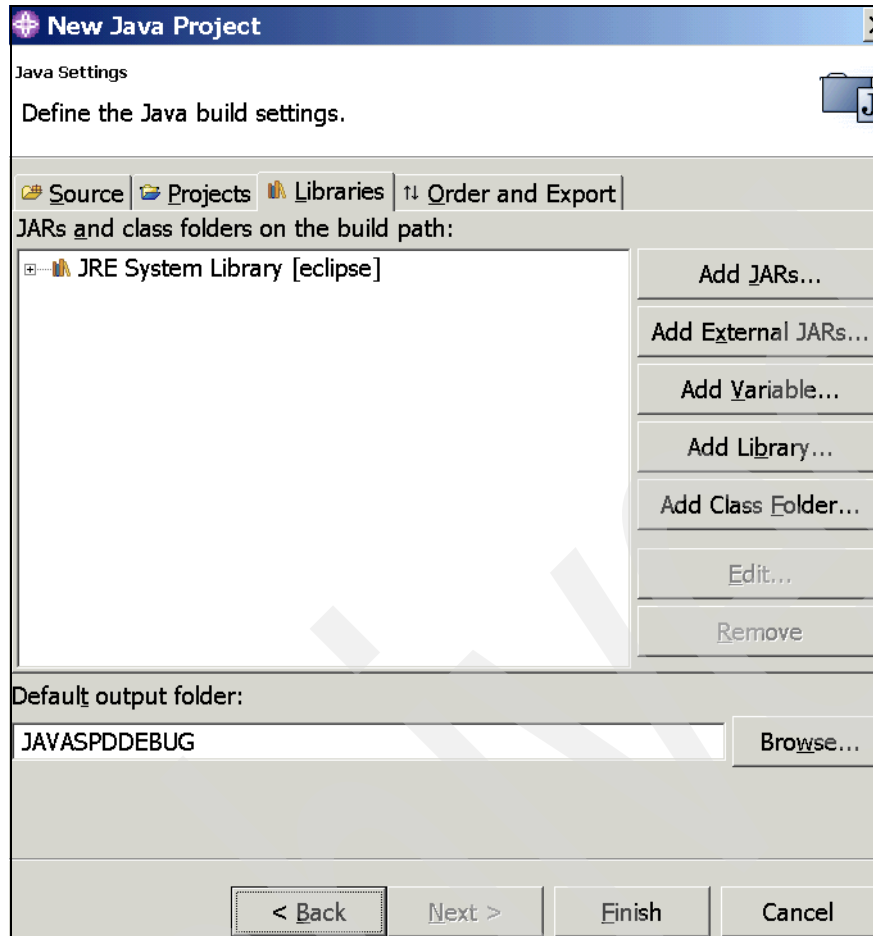 New Java Project
Java Settings
Define the Java build settings.
Source Projects Libraries Order and Export
JARs and class folders on the build path:
JRE System Library [eclipse]
Add JARs...
Add External JARs...
Add Variable...
Add Library...
Add Class Folder...
Edit...
Remove
Default output folder:
JAVASPDDEBUG
Browse...
< Back Next > Finish Cancel